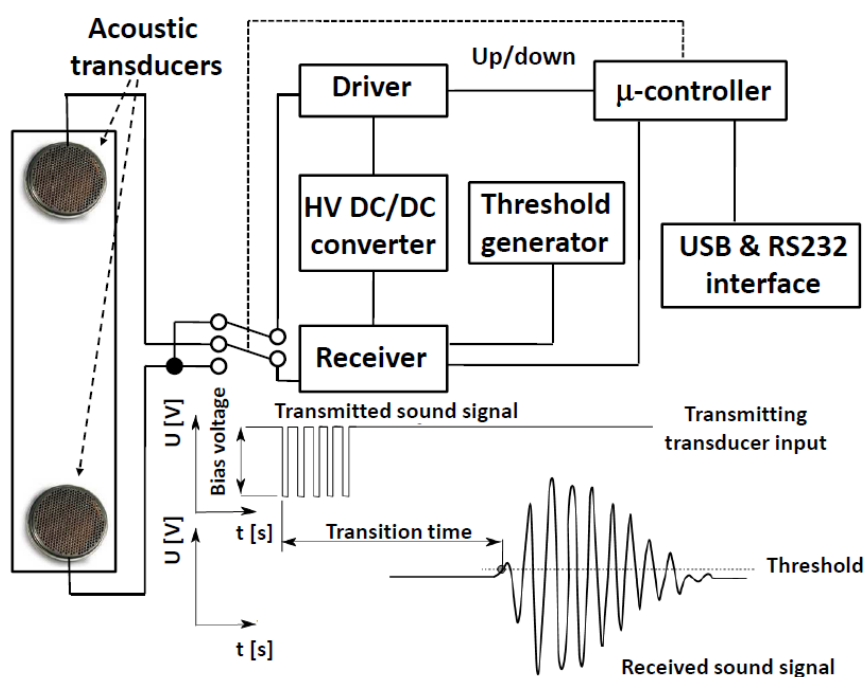 Acoustic
transducers
Up/down
Driver
μ-controller
HV DC/DC
converter
Threshold
generator
USB & RS232
interface
Receiver
U [V]
Bias voltage
Transmitted sound signal
Transmitting
transducer input
t [s]
U [V]
Transition time
Threshold
t [s]
Received sound signal